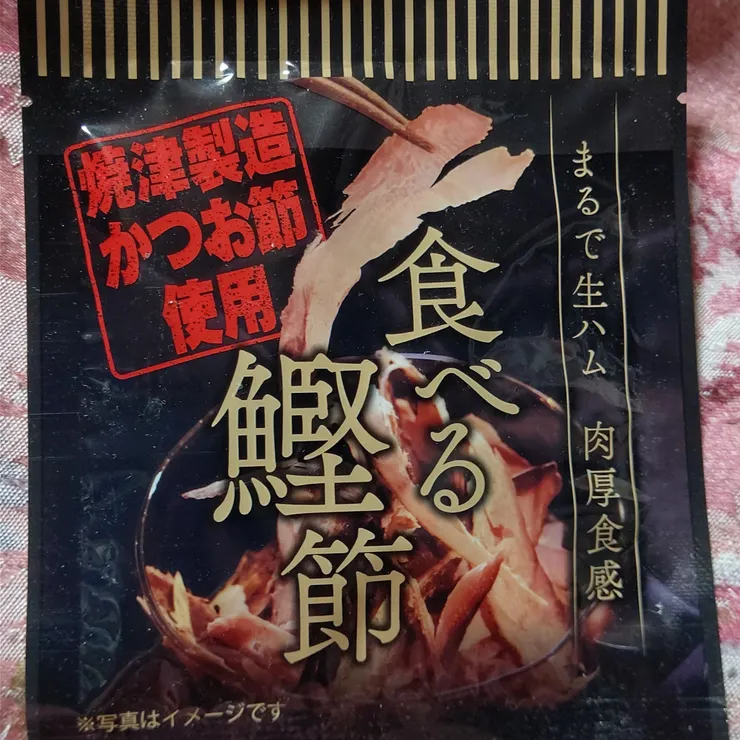 焼津製造
かつお節
使用
食べる
鰹節
まるで生ハム 肉厚食感
※写真はイメージです